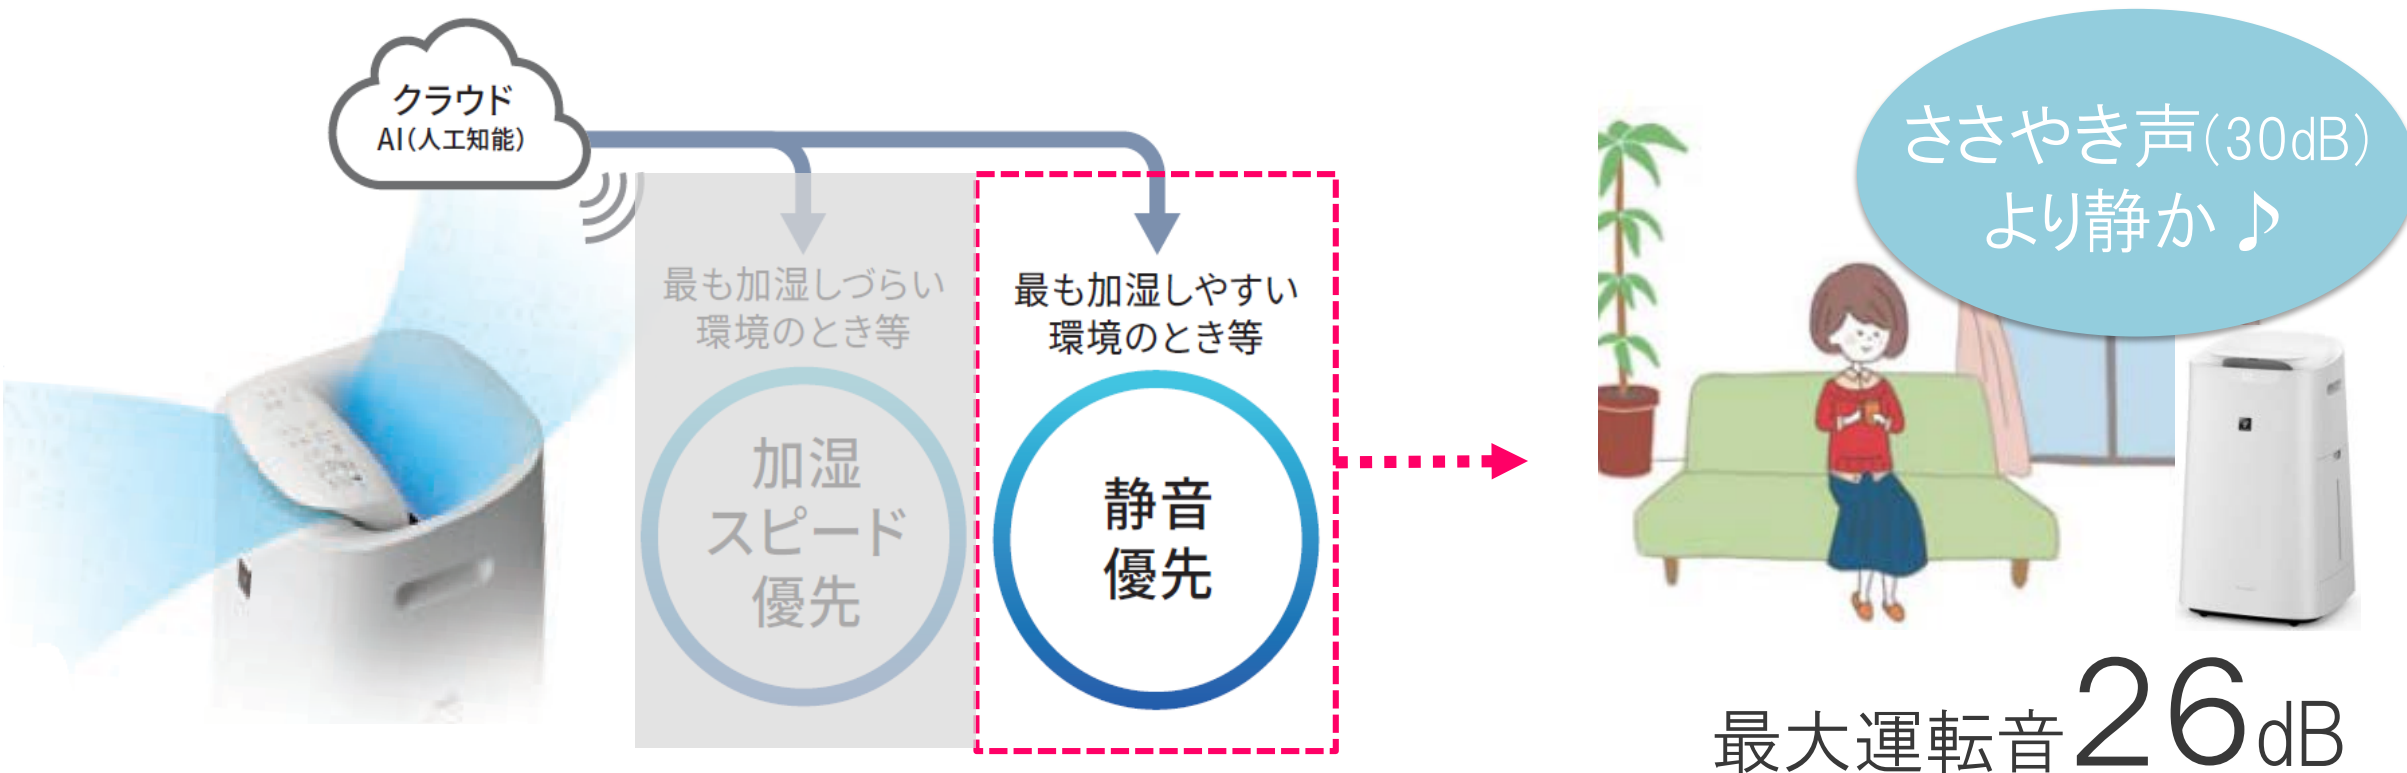 クラウド
AI(人工知能)
最も加湿しづらい
環境のとき等
加湿
スピード
優先
最も加湿しやすい
環境のとき等
静音
優先
ささやき声(30dB)
より静か♪
最大運転音26dB